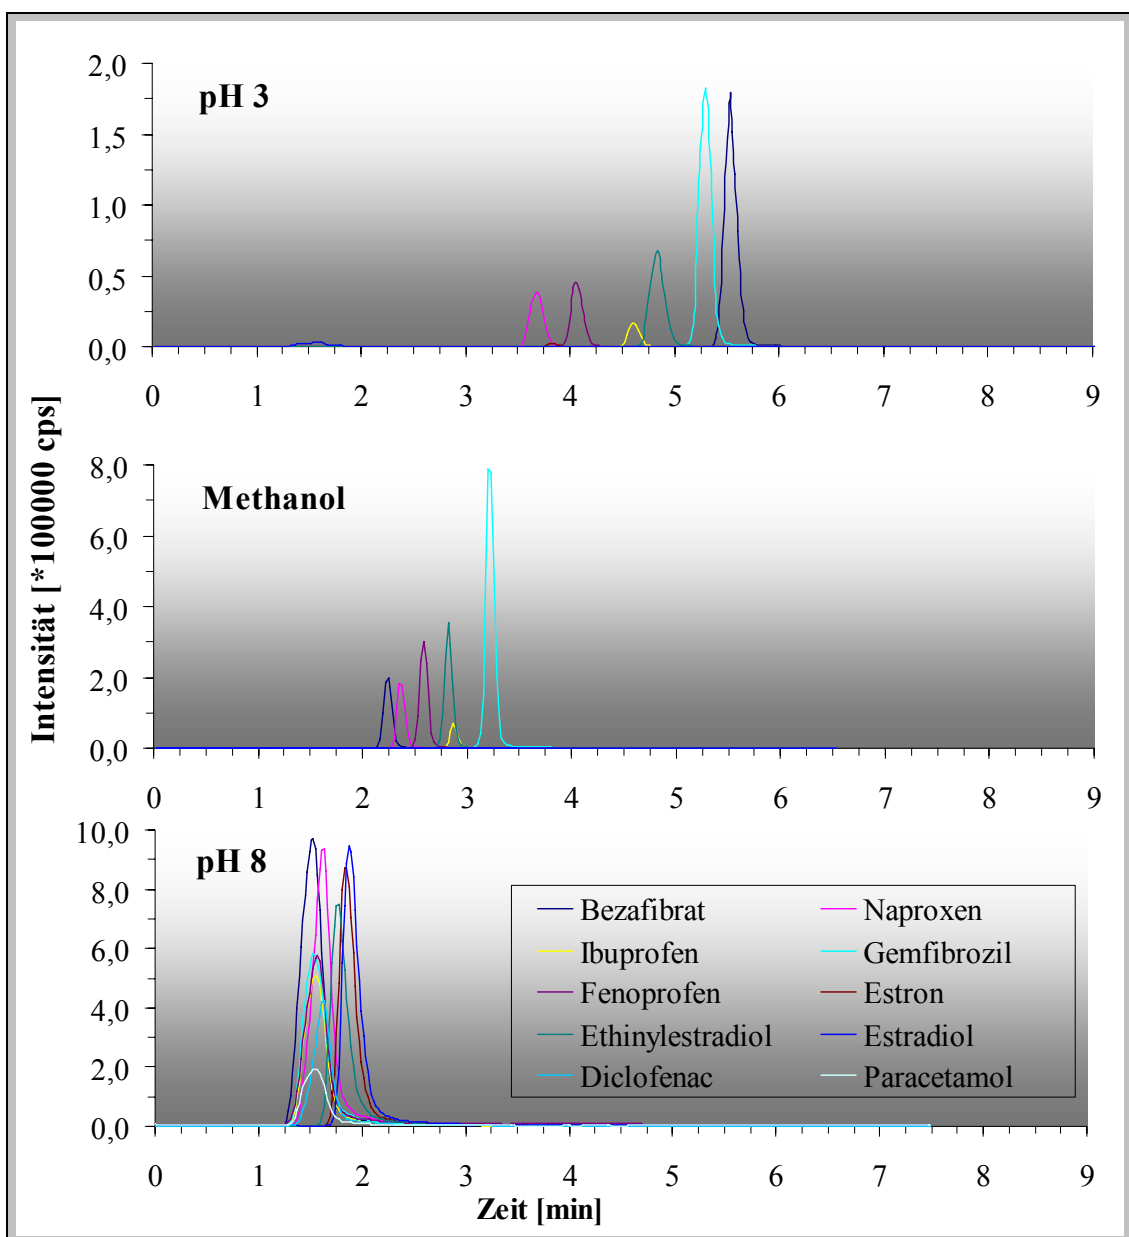 2,0
pH 3
1,5
1,0
0,5
0,0
0 1 2 3 4 5 6 7 8 9
Intensität [*100000 cps]
8,0
Methanol
6,0
4,0
2,0
0,0
0 1 2 3 4 5 6 7 8 9
10,0
pH 8
8,0
6,0
4,0
2,0
0,0
Bezafibrat Naproxen
Ibuprofen Gemfibrozil
Fenoprofen Estron
Ethinylestradiol Estradiol
Diclofenac Paracetamol
0 1 2 3 4 5 6 7 8 9
Zeit [min]